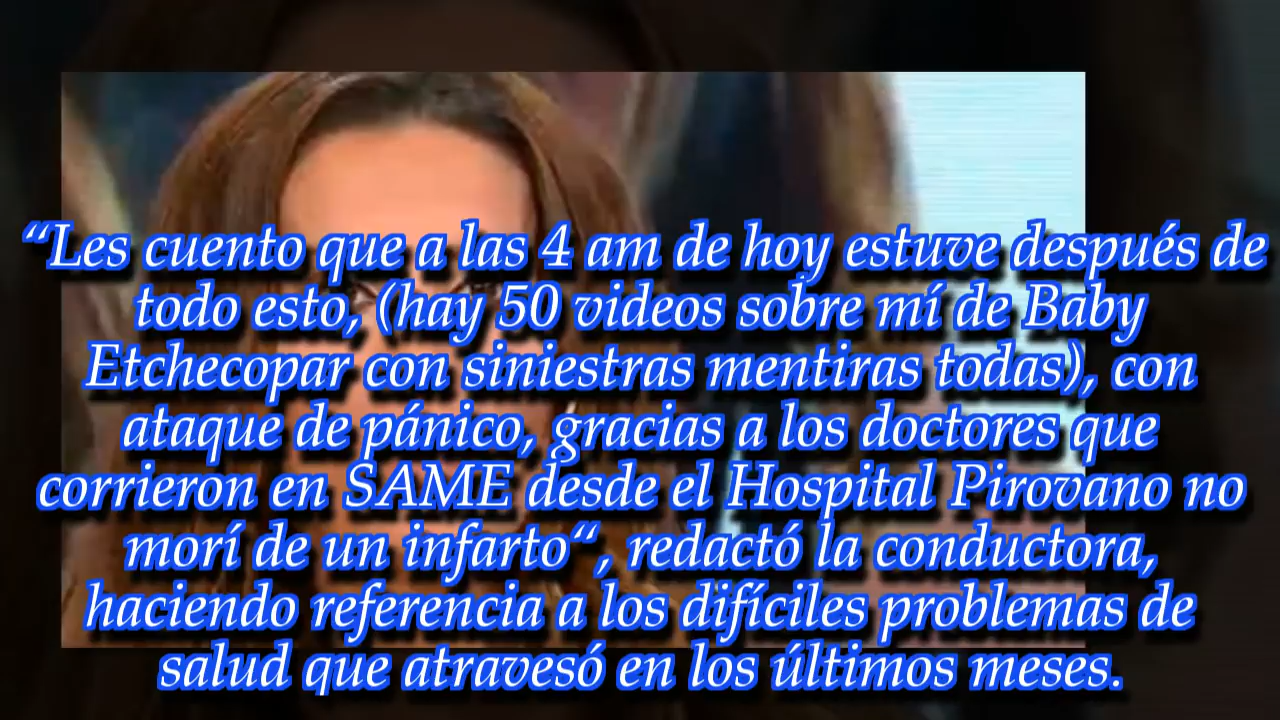 “Les cuento que a las 4 am de hoy estuve después de
todo esto, (hay 50 videos sobre mí de Baby
Etchecopar con siniestras mentiras todas), con
ataque de pánico, gracias a los doctores que
corrieron en SAME desde el Hospital Pirovano no
morí de un infarto“, redactó la conductora,
haciendo referencia a los difíciles problemas de
salud que atravesó en los últimos meses.